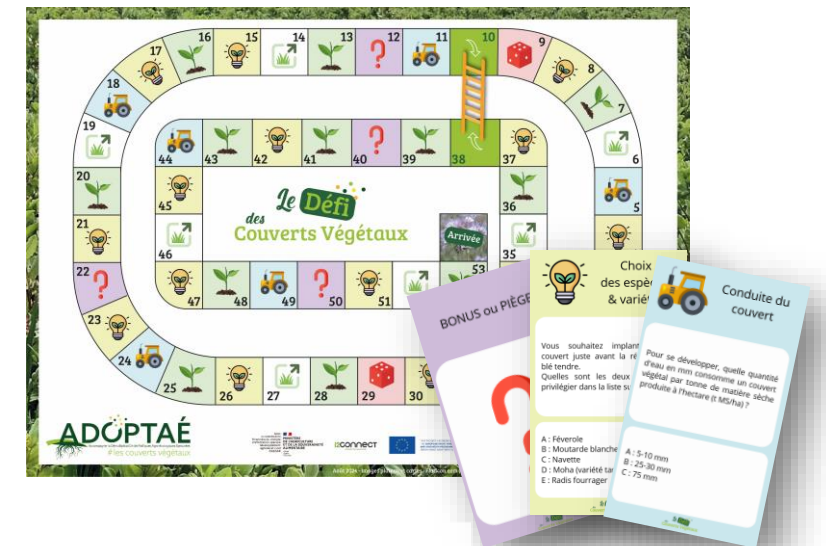 16
15
14
13
12
11
10
9
17
8
18
7
19
6
44
43
42
41
40
39
38
37
20
5
45
36
21
Le Défi
des
Couverts Végétaux
Arrivée
46
35
22
47
48
49
50
51
53
23
24
25
26
27
28
29
30
ADOPTAÉ
#les couverts végétaux
BONUS ou PIÈGE
?
Choix
des espè
& variét
Vous souhaitez implant
couvert juste avant la ré
blé tendre.
Quelles sont les deux
privilégier dans la liste su
A : Féverole
B : Moutarde blanche
C : Navette
D : Moha (variété ta
E : Radis fourrager
Conduite du
couvert
Pour se développer, quelle quantité
d'eau en mm consomme un couvert
végétal par tonne de matière sèche
produite à l'hectare (t MS/ha) ?
A : 5-10 mm
B : 25-30 mm
C : 75 mm